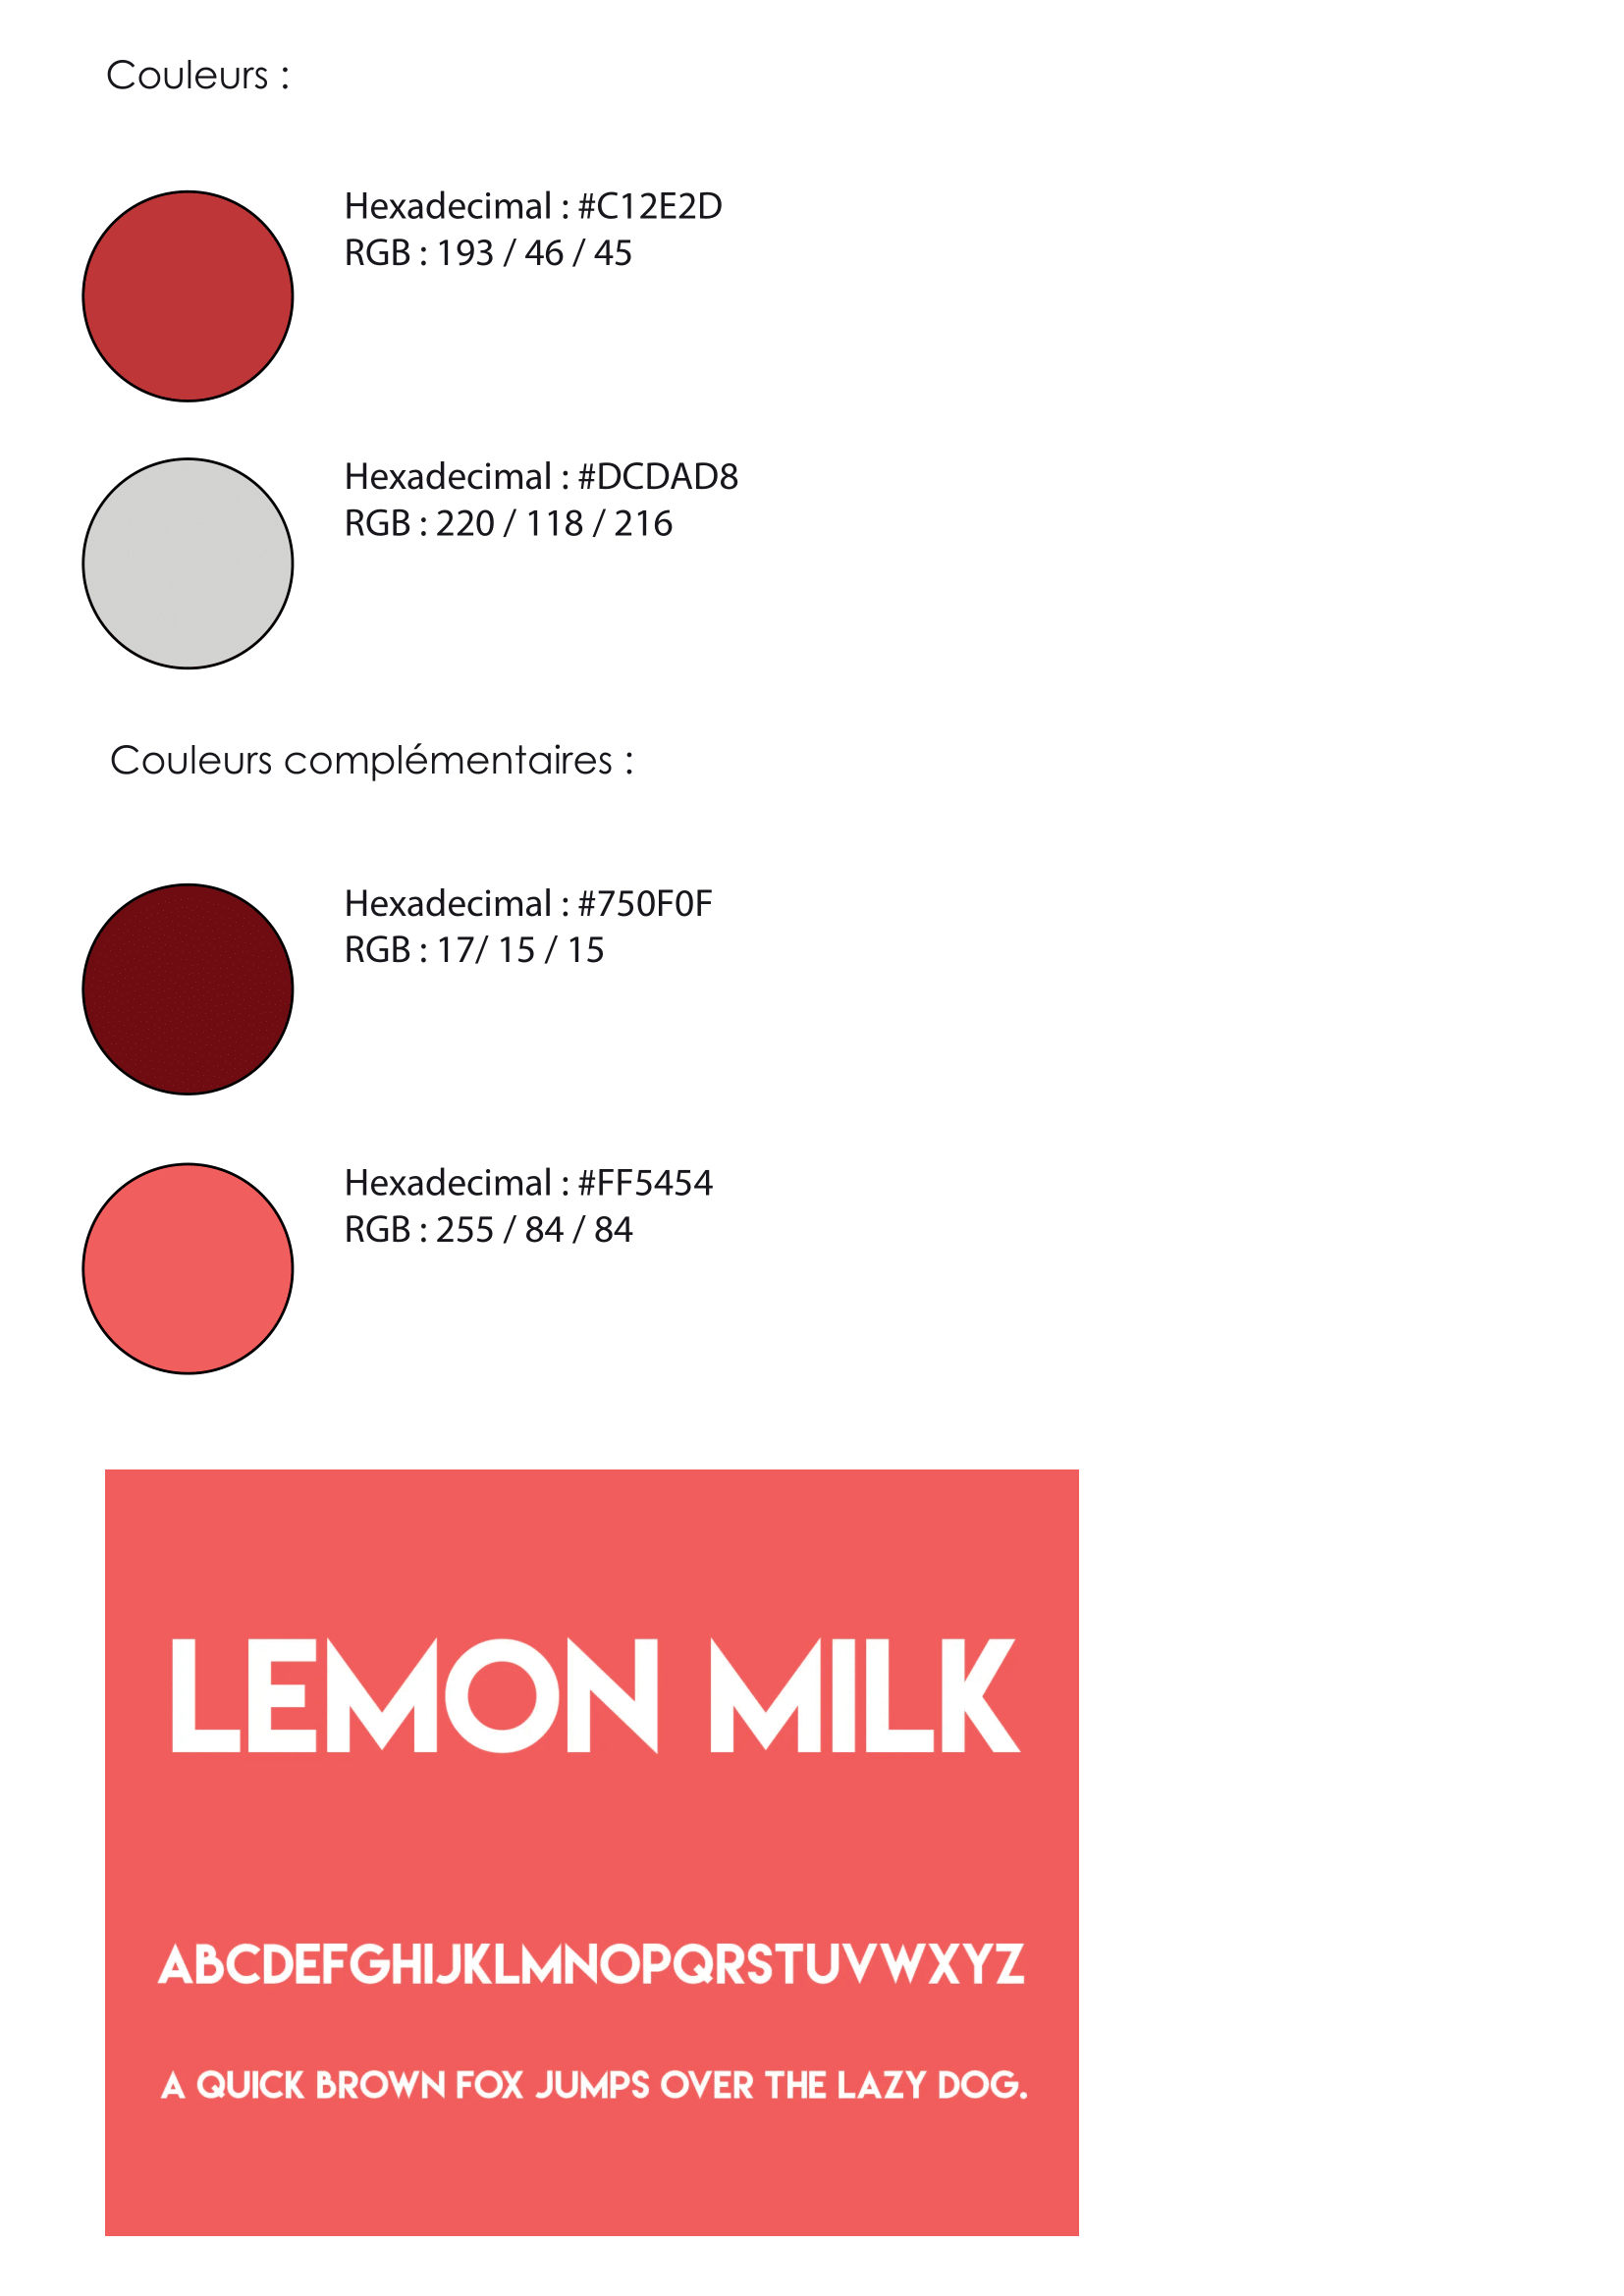 Couleurs :
Hexadecimal : #C12E2D
RGB : 193 / 46 / 45
Hexadecimal : #DCDAD8
RGB : 220 / 118 / 216
Couleurs complémentaires :
Hexadecimal : #750F0F
RGB : 17/ 15 / 15
Hexadecimal : #FF5454
RGB : 255 / 84 / 84
LEMON MILK
ABCDEFGHIJKLMNOPQRSTUVWXYZ
A QUICK BROWN FOX JUMPS OVER THE LAZY DOG.